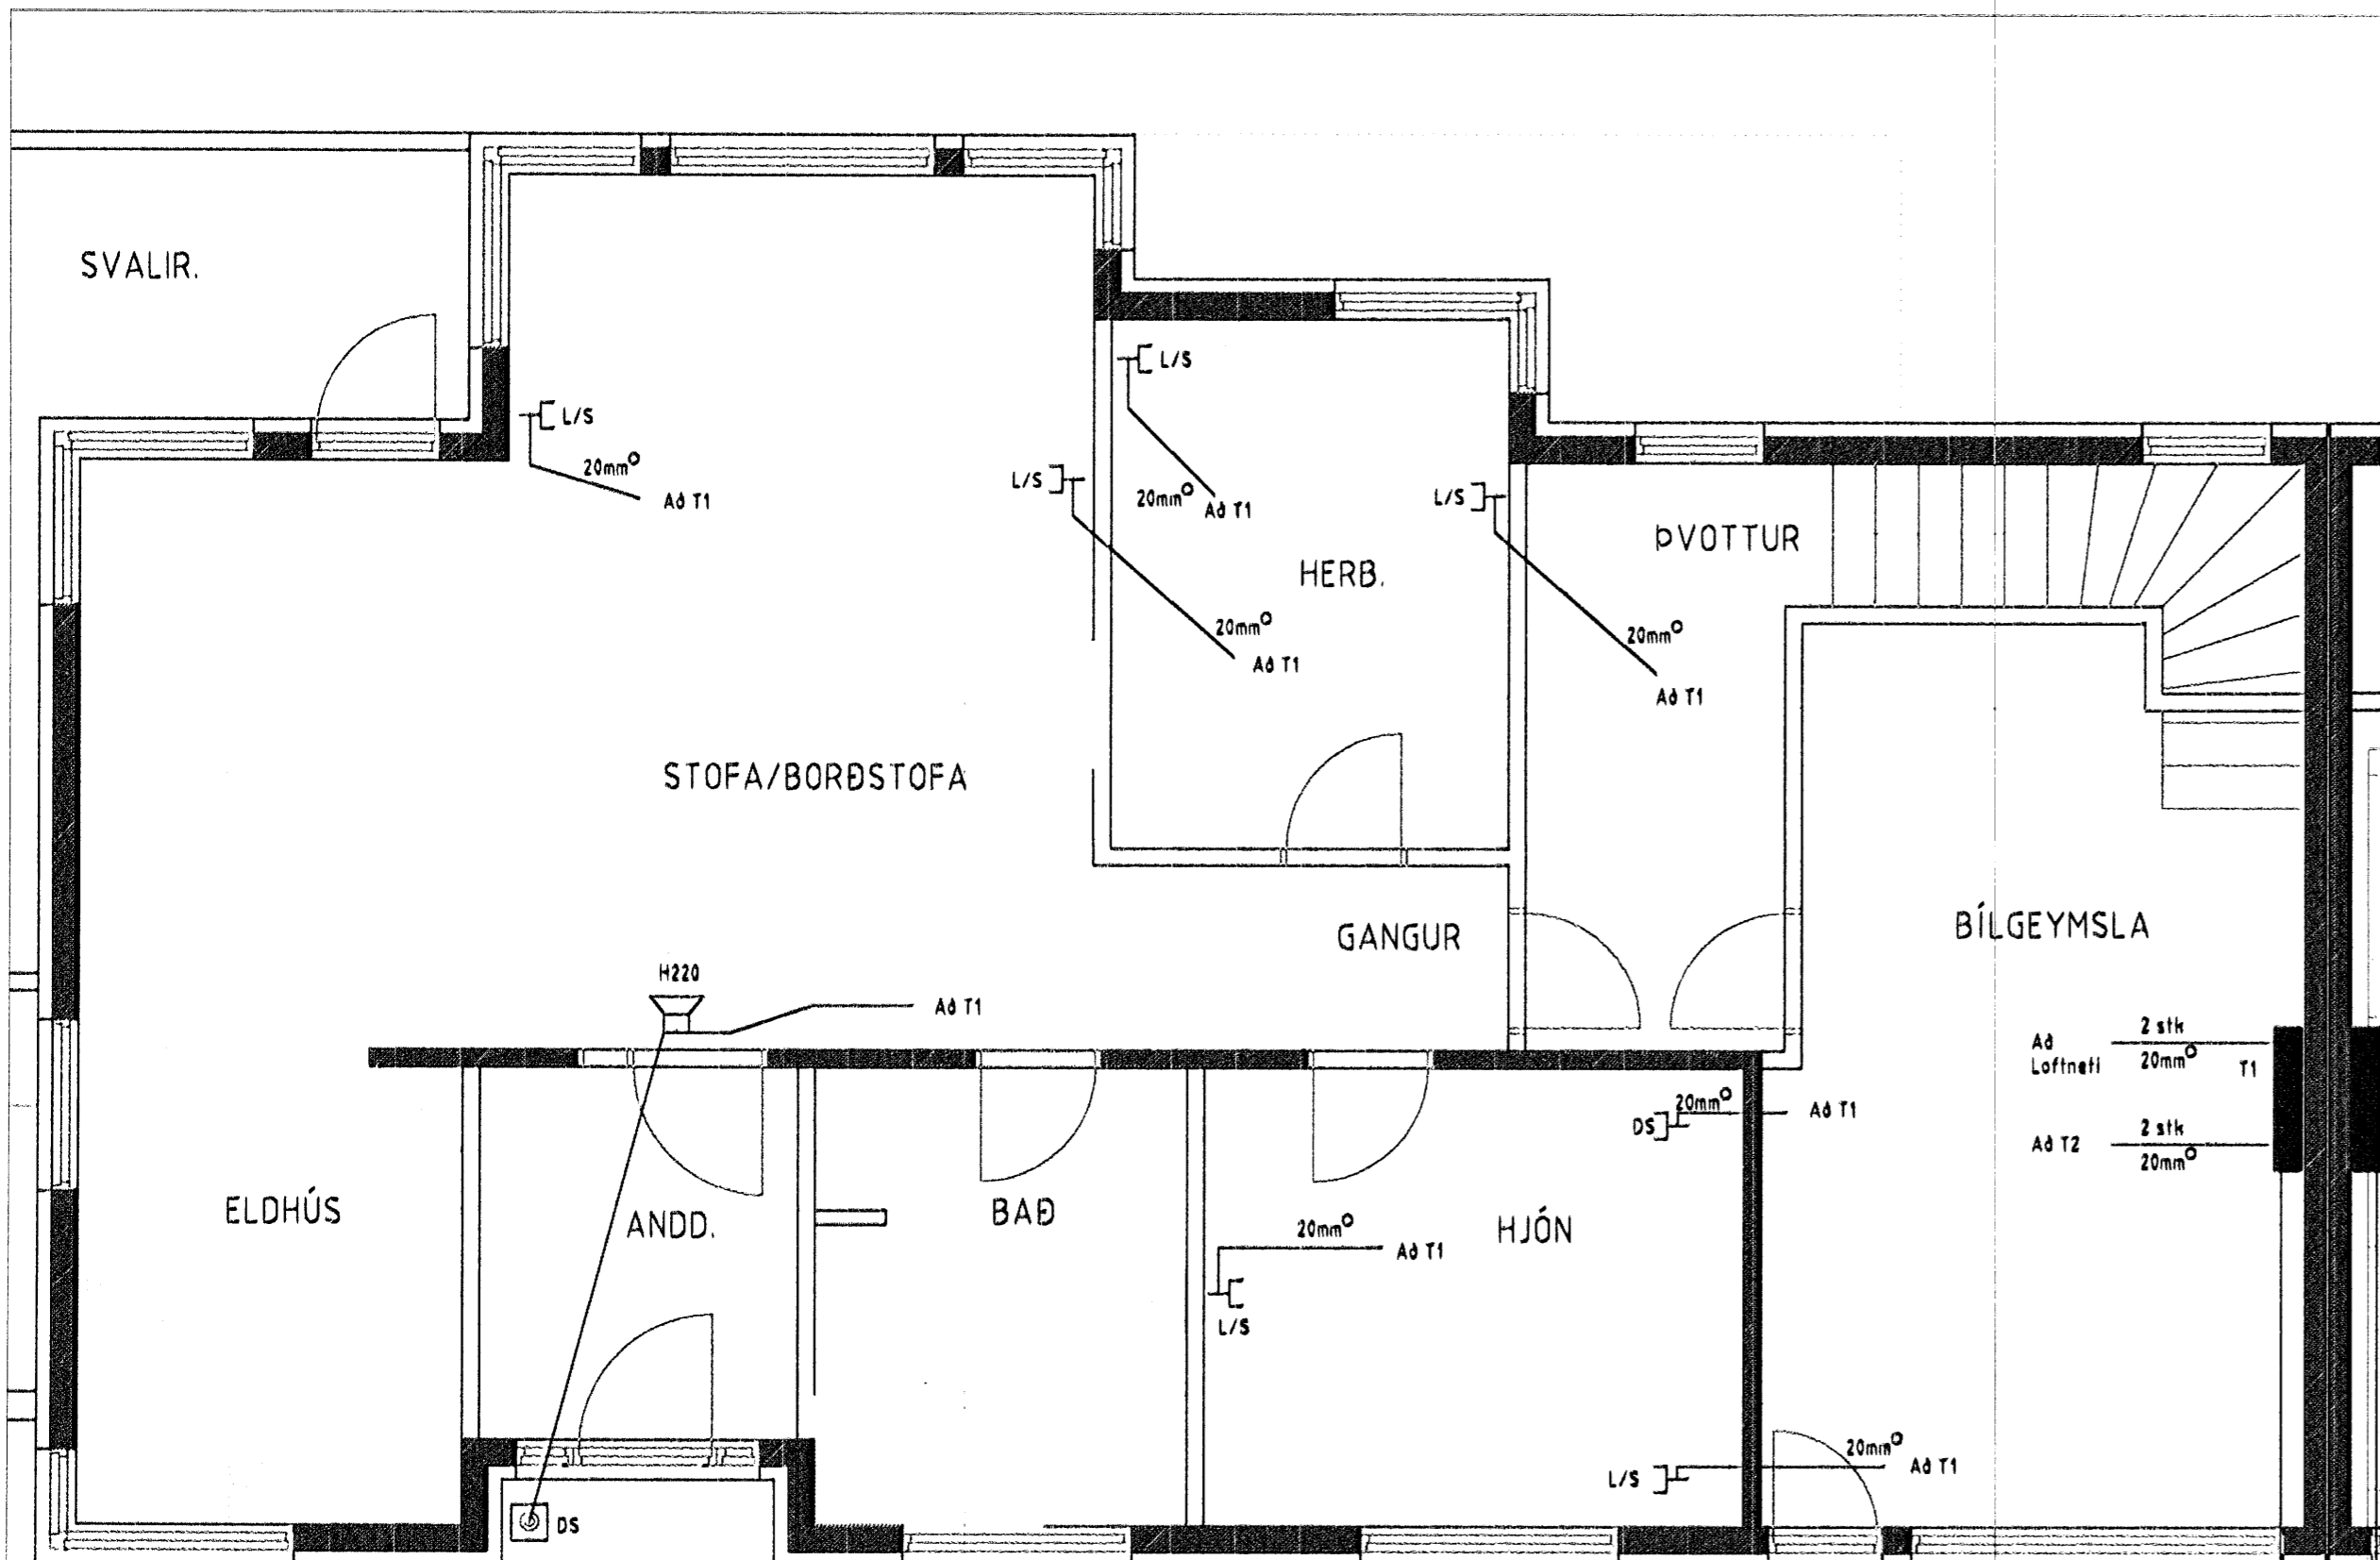 SVALIR.
L/S
L/S
20mm⌀
Að T1
L/S
20mm⌀
Að T1
L/S
ÞVOTTUR
HERB.
20mm⌀
Að T1
20mm⌀
Að T1
STOFA/BORÐSTOFA
GANGUR
BÍLGEYMSLA
H220
Að T1
Að
Loftneti
2 stk
20mm⌀
T1
20mm⌀
DS
Að T1
Að T2
2 stk
20mm⌀
ELDHÚS
ANDD.
BAÐ
HJÓN
20mm⌀
Að T1
L/S
20mm⌀
Að T1
L/S
DS